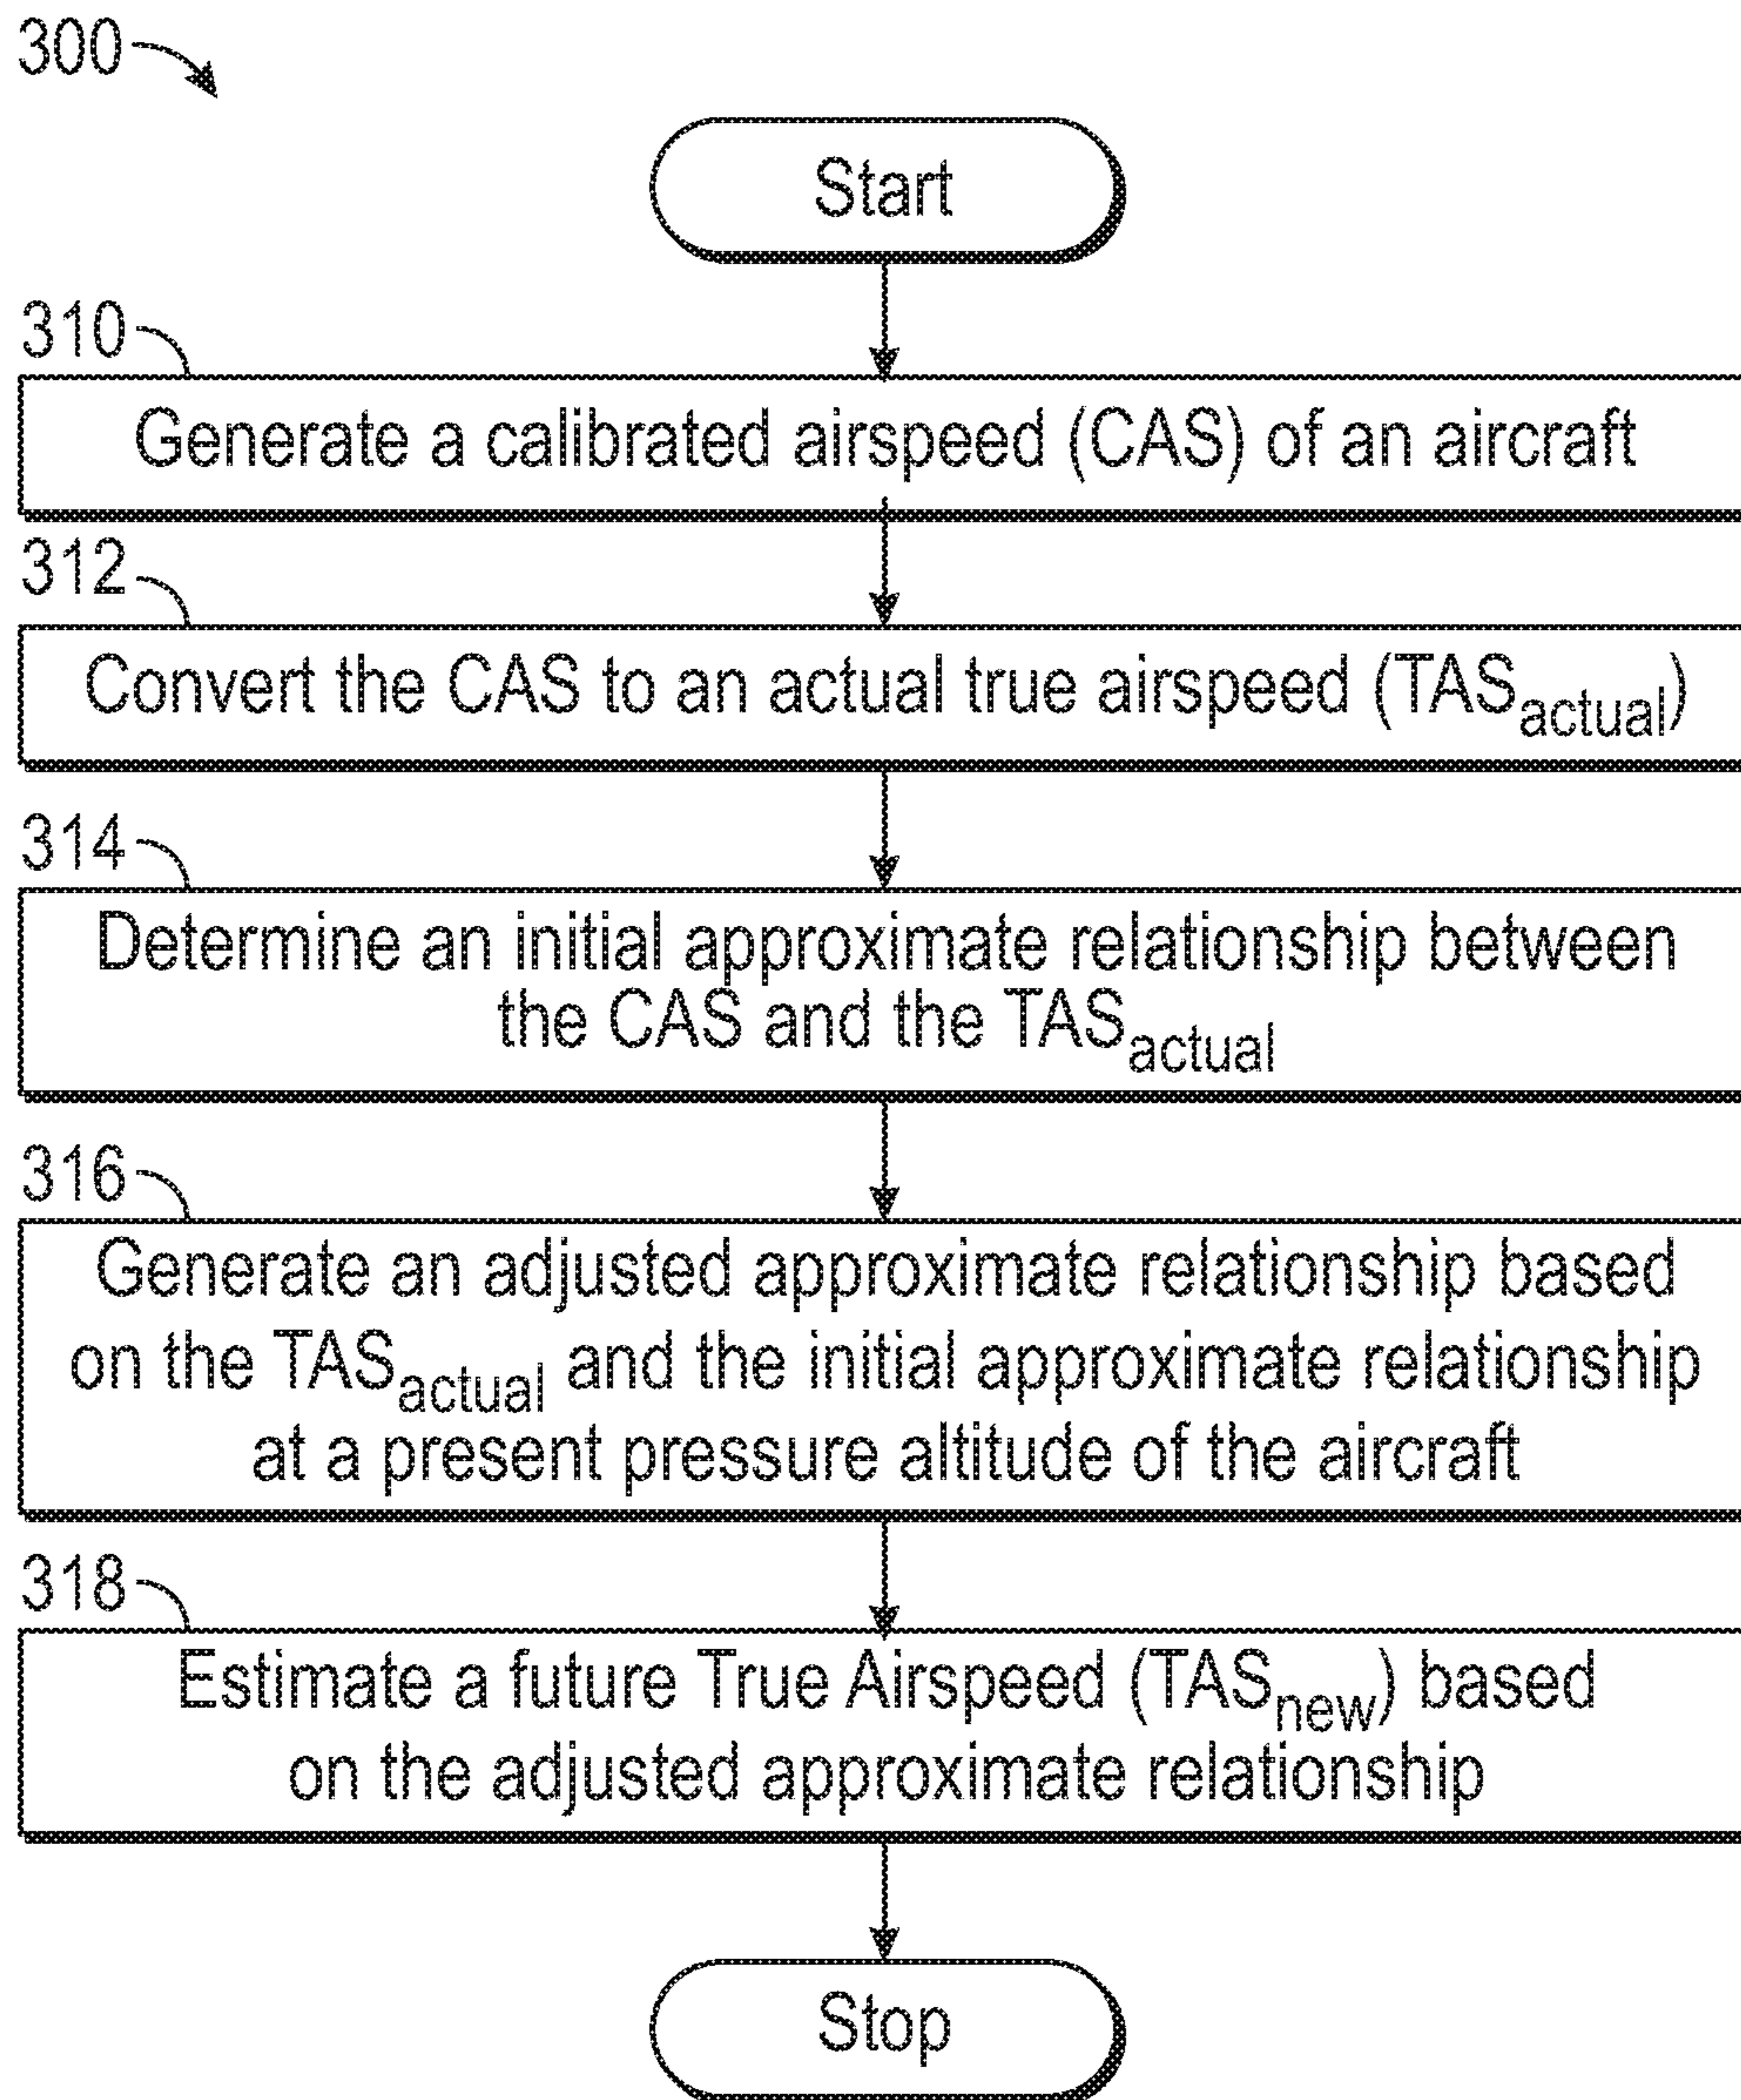 300
Start
310
Generate a calibrated airspeed (CAS) of an aircraft
312
Convert the CAS to an actual true airspeed (TASactual)
314
Determine an initial approximate relationship between
the CAS and the TASactual
316
Generate an adjusted approximate relationship based
on the TASactual and the initial approximate relationship
at a present pressure altitude of the aircraft
318
Estimate a future True Airspeed (TASnew) based
on the adjusted approximate relationship
Stop